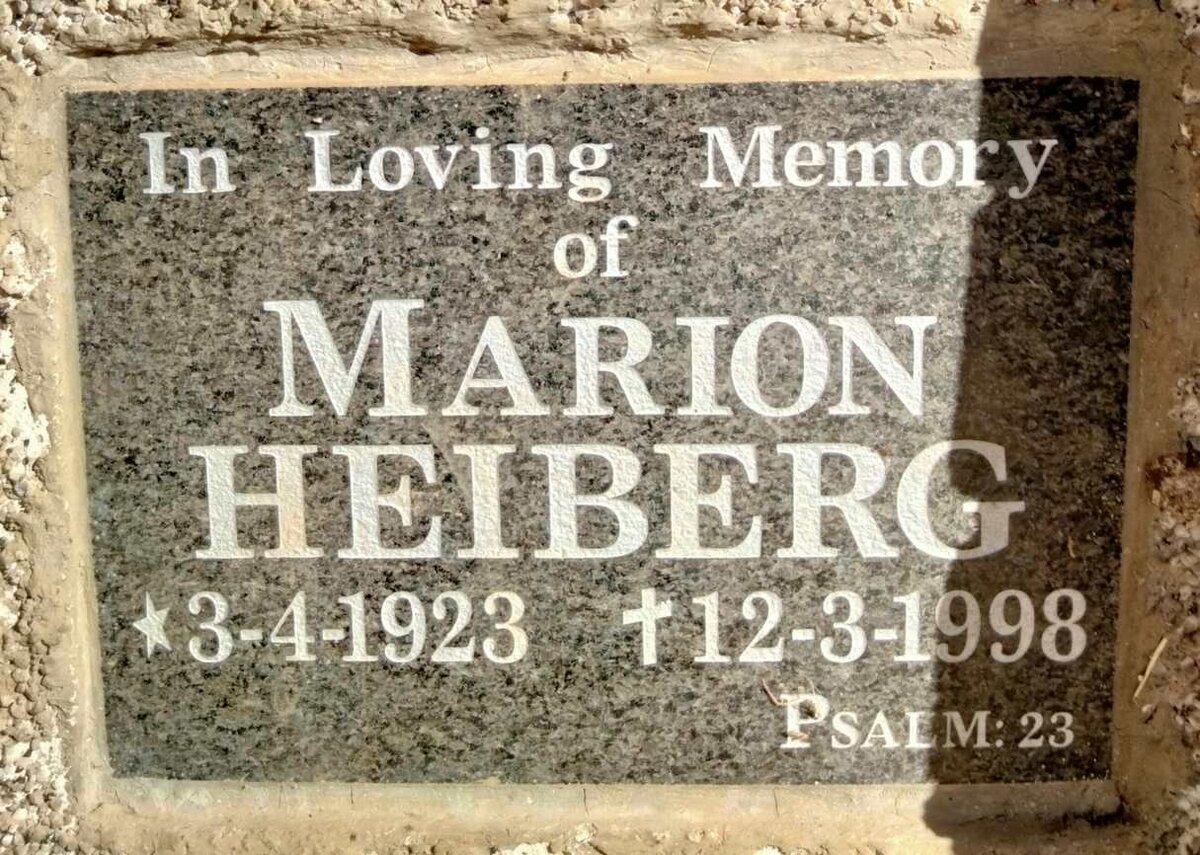 In Loving Memory
of
MARION
HEIBERG
★3-4-1923 ✝12-3-1998
PSALM: 23